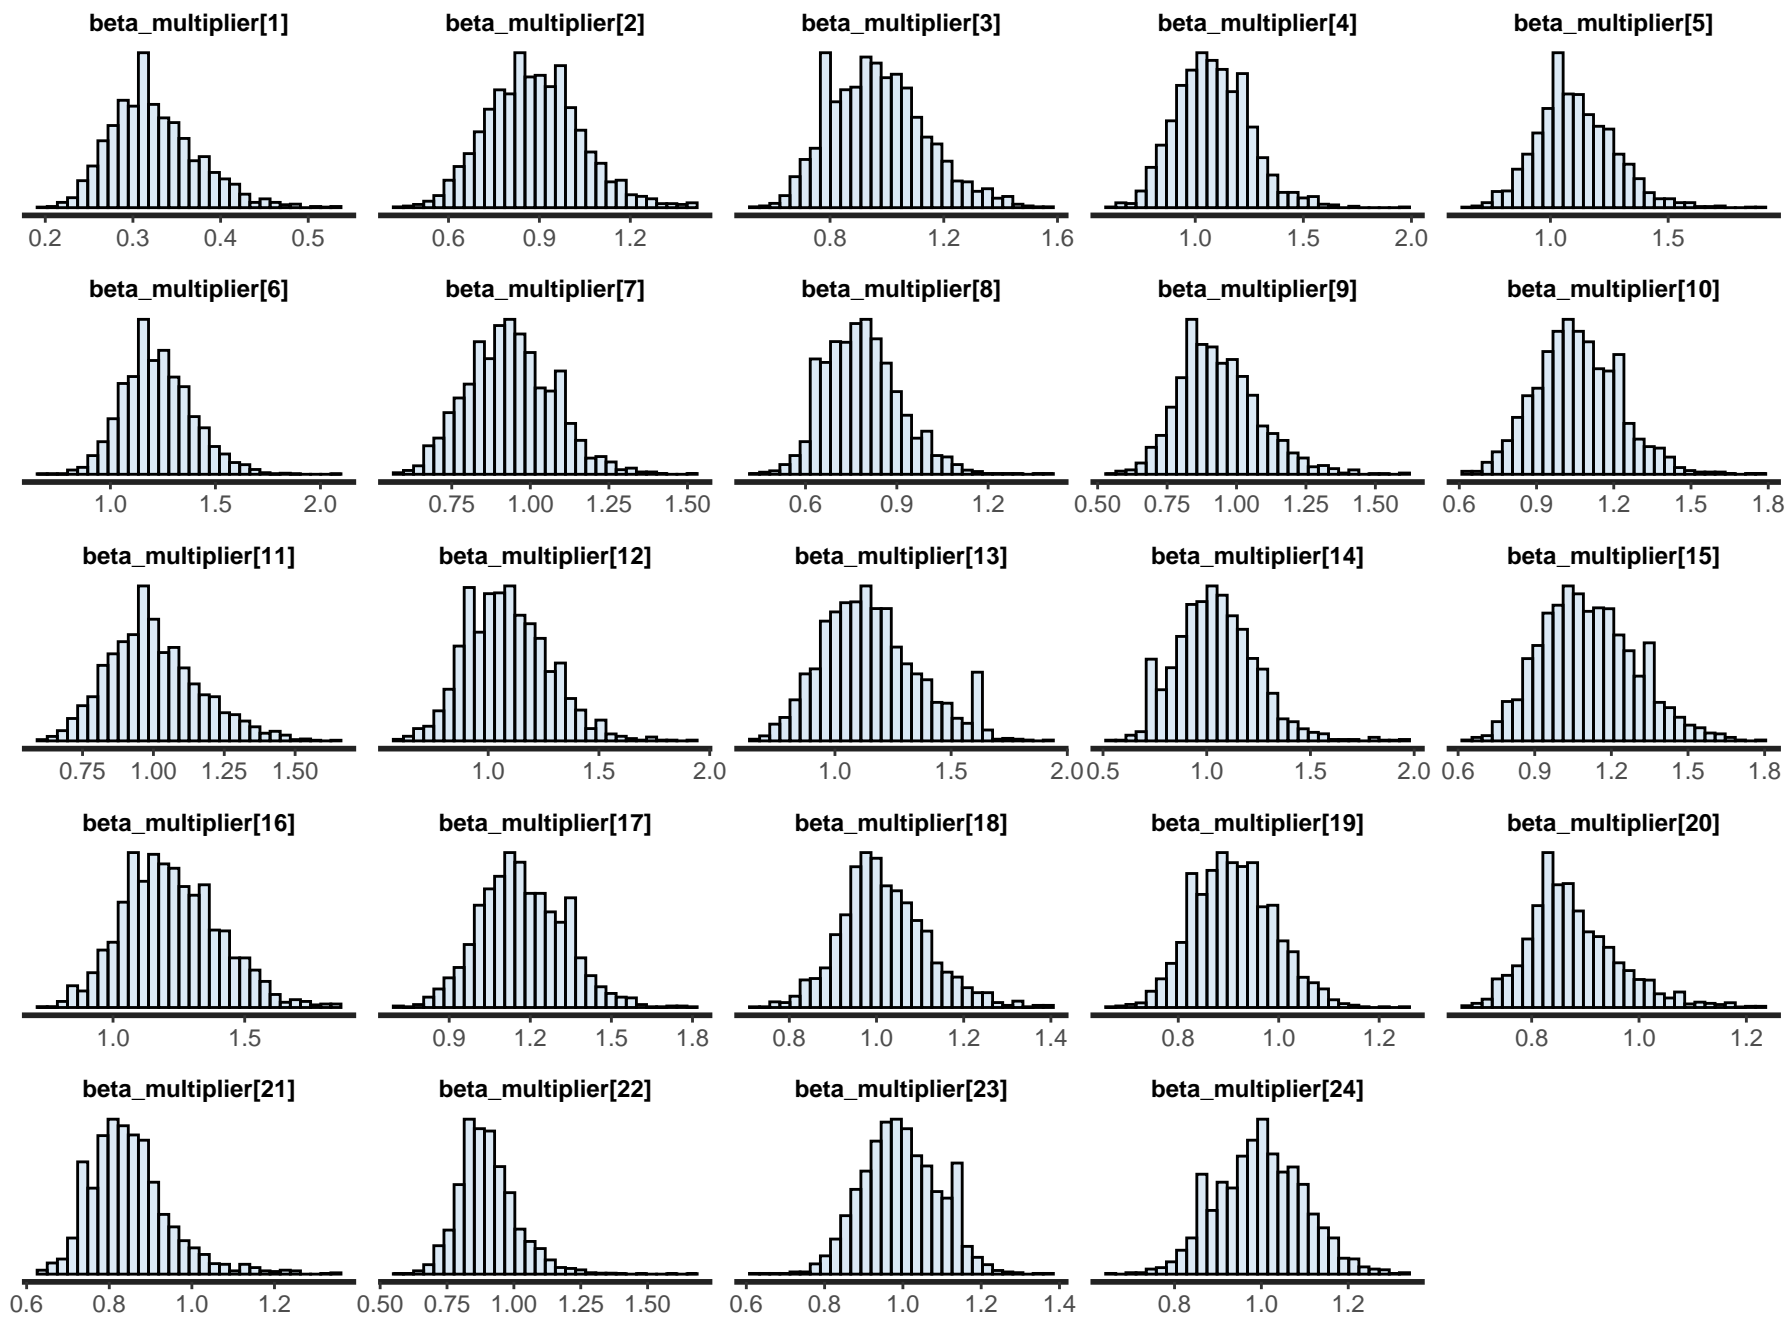 beta_multiplier[1] beta_multiplier[2] beta_multiplier[3] beta_multiplier[4] beta_multiplier[5]
0.2 0.3 0.4 0.5 0.6 0.9 1.2 0.8 1.2 1.6 1.0 1.5 2.0 1.0 1.5
beta_multiplier[6] beta_multiplier[7] beta_multiplier[8] beta_multiplier[9] beta_multiplier[10]
1.0 1.5 2.0 0.75 1.00 1.25 1.50 0.6 0.9 1.2 0.50 0.75 1.00 1.25 1.50 0.6 0.9 1.2 1.5 1.8
beta_multiplier[11] beta_multiplier[12] beta_multiplier[13] beta_multiplier[14] beta_multiplier[15]
0.75 1.00 1.25 1.50 1.0 1.5 2.0 1.0 1.5 2.0 0.5 1.0 1.5 2.0 0.6 0.9 1.2 1.5 1.8
beta_multiplier[16] beta_multiplier[17] beta_multiplier[18] beta_multiplier[19] beta_multiplier[20]
1.0 1.5 0.9 1.2 1.5 1.8 0.8 1.0 1.2 1.4 0.8 1.0 1.2 0.8 1.0 1.2
beta_multiplier[21] beta_multiplier[22] beta_multiplier[23] beta_multiplier[24]
0.6 0.8 1.0 1.2 0.50 0.75 1.00 1.25 1.50 0.6 0.8 1.0 1.2 1.4 0.8 1.0 1.2